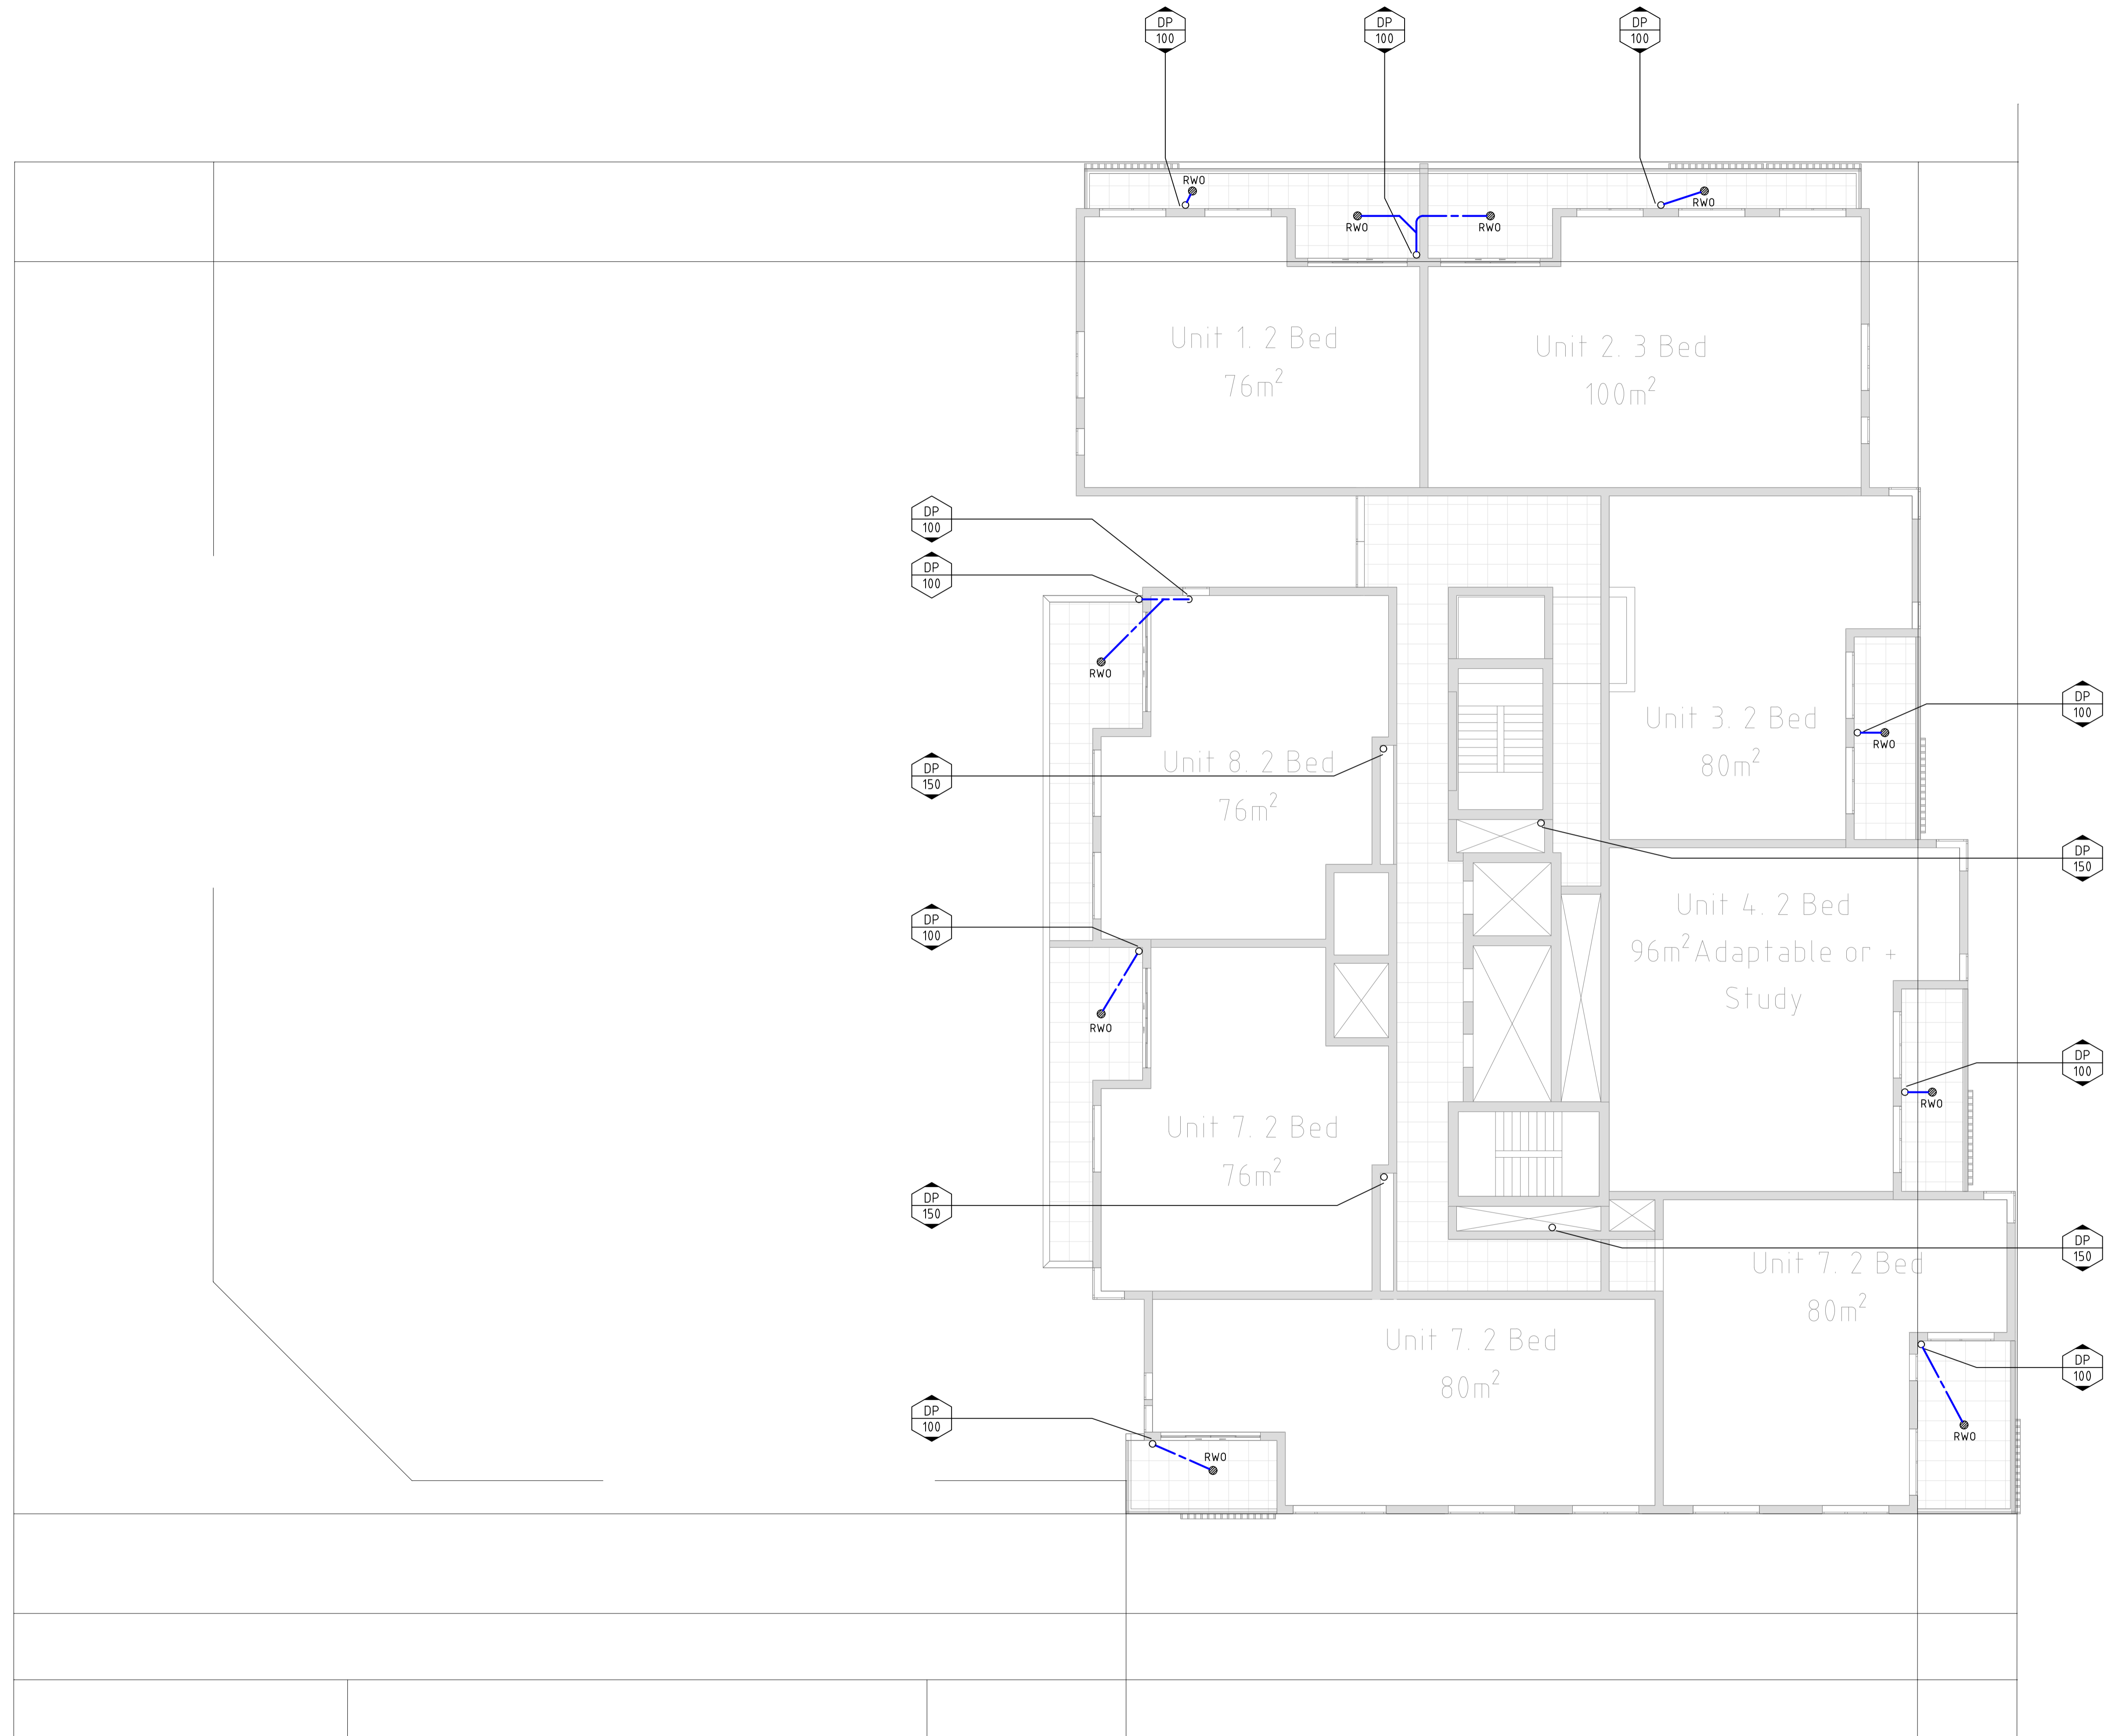 DP
100
DP
100
DP
100
RWO
RWO
RWO
RWO
Unit 1. 2 Bed
76m²
Unit 2. 3 Bed
100m²
DP
100
DP
100
RWO
Unit 3. 2 Bed
80m²
DP
100
RWO
Unit 8. 2 Bed
76m²
DP
150
DP
150
DP
100
Unit 4. 2 Bed
96m²Adaptable or +
Study
RWO
DP
100
RWO
Unit 7. 2 Bed
76m²
DP
150
DP
150
Unit 7. 2 Bed
80m²
Unit 7. 2 Bed
80m²
DP
100
DP
100
RWO
RWO